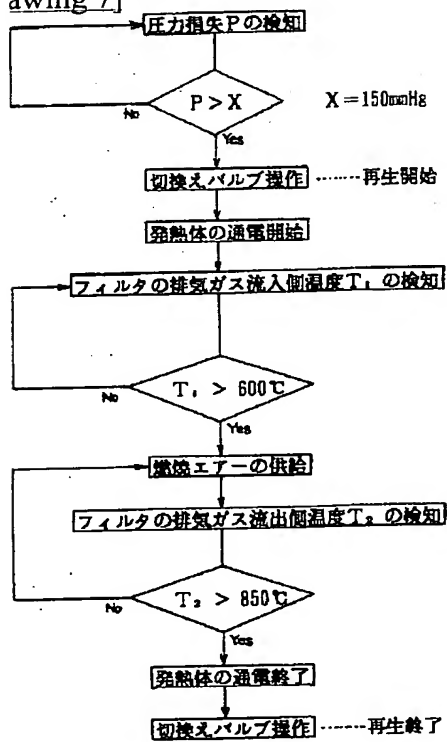 awing 7]
圧力損失Pの検知
P>X
X=150mmHg
No
Yes
切換えバルブ操作 ……再生開始
発熱体の通電開始
フィルタの排気ガス流入側温度T₁の検知
T₁ > 600℃
No
Yes
燃焼エアーの供給
フィルタの排気ガス流出側温度T₂の検知
T₂ > 850℃
No
Yes
発熱体の通電終了
切換えバルブ操作 ……再生終了